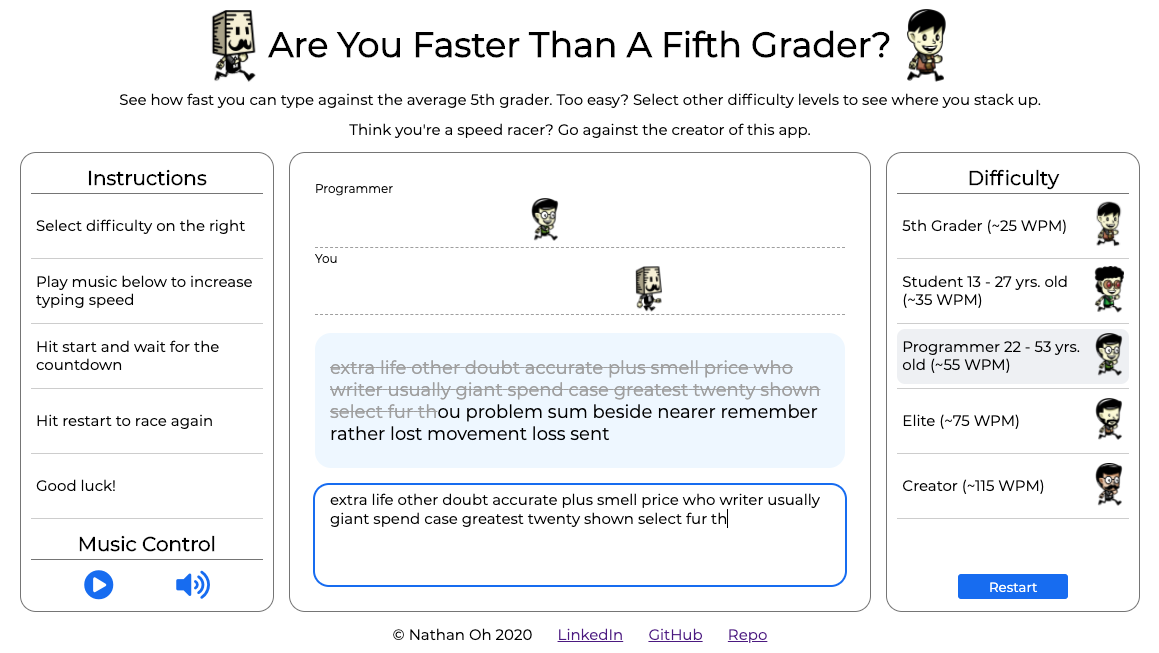 Are You Faster Than A Fifth Grader?
See how fast you can type against the average 5th grader. Too easy? Select other difficulty levels to see where you stack up.
Think you're a speed racer? Go against the creator of this app.
Instructions
Select difficulty on the right
Play music below to increase
typing speed
Hit start and wait for the
countdown
Hit restart to race again
Good luck!
Music Control
Programmer
You
extra life other doubt accurate plus smell price who
writer usually giant spend case greatest twenty shown
select fur thou problem sum beside nearer remember
rather lost movement loss sent
extra life other doubt accurate plus smell price who writer usually
giant spend case greatest twenty shown select fur th
Difficulty
5th Grader (~25 WPM)
Student 13 - 27 yrs. old
(~35 WPM)
Programmer 22 - 53 yrs.
old (~55 WPM)
Elite (~75 WPM)
Creator (~115 WPM)
Restart
© Nathan Oh 2020 LinkedIn GitHub Repo